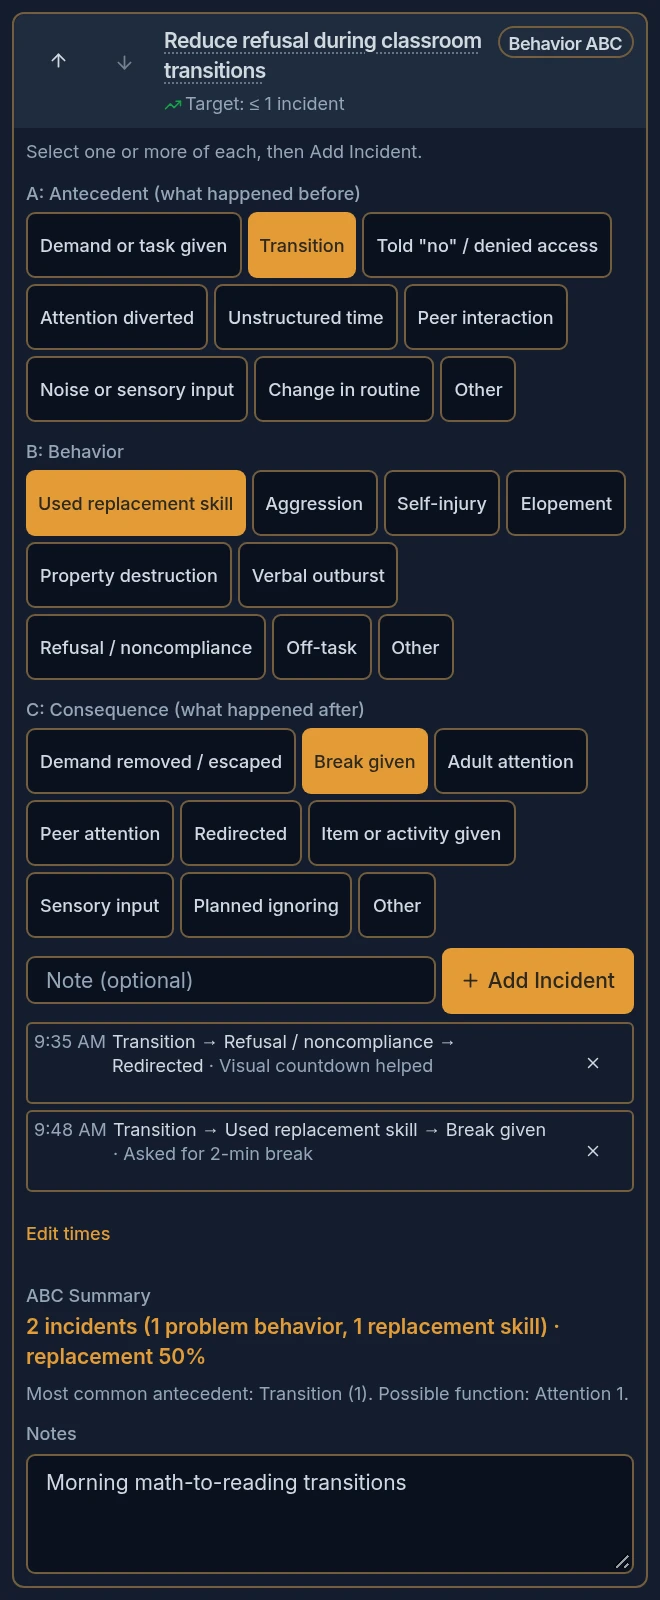 Reduce refusal during classroom
transitions
Behavior ABC
Target: ≤ 1 incident
Select one or more of each, then Add Incident.
A: Antecedent (what happened before)
Demand or task given
Transition
Told "no" / denied access
Attention diverted
Unstructured time
Peer interaction
Noise or sensory input
Change in routine
Other
B: Behavior
Used replacement skill
Aggression
Self-injury
Elopement
Property destruction
Verbal outburst
Refusal / noncompliance
Off-task
Other
C: Consequence (what happened after)
Demand removed / escaped
Break given
Adult attention
Peer attention
Redirected
Item or activity given
Sensory input
Planned ignoring
Other
Note (optional)
+ Add Incident
9:35 AM Transition → Refusal / noncompliance →
Redirected · Visual countdown helped
9:48 AM Transition → Used replacement skill → Break given
· Asked for 2-min break
Edit times
ABC Summary
2 incidents (1 problem behavior, 1 replacement skill) ·
replacement 50%
Most common antecedent: Transition (1). Possible function: Attention 1.
Notes
Morning math-to-reading transitions